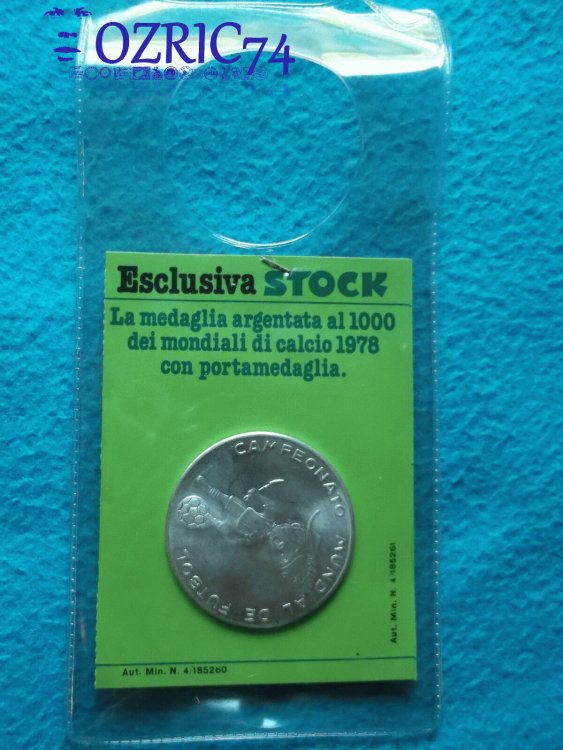 OZRIC74
Esclusiva STOCK
La medaglia argentata al 1000
dei mondiali di calcio 1978
con portamedaglia.
CAMPEONATO MUNDIAL DE FUTBOL
Aut. Min. N. 4/185261
Aut. Min. N. 4/185260